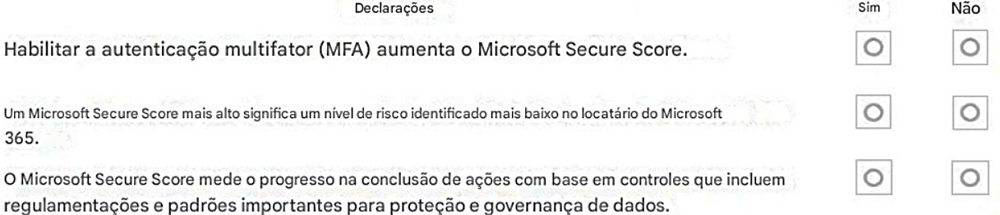 Declarações Sim Não
Habilitar a autenticação multifator (MFA) aumenta o Microsoft Secure Score.
Um Microsoft Secure Score mais alto significa um nível de risco identificado mais baixo no locatário do Microsoft
365.
O Microsoft Secure Score mede o progresso na conclusão de ações com base em controles que incluem
regulamentações e padrões importantes para proteção e governança de dados.